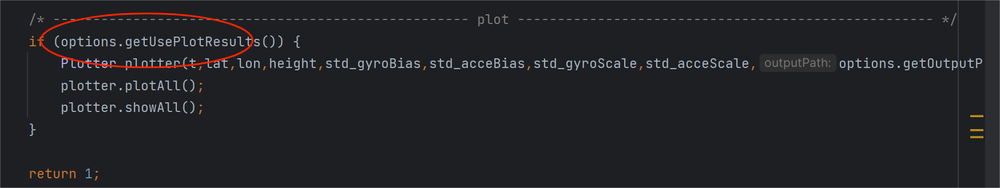 /* ---------------------------------------------------- plot ---------------------------------------------------- */
if (options.getUsePlotResults()) {
Plotter plotter(t,lat,lon,height,std_gyroBias,std_acceBias,std_gyroScale,std_acceScale, outputPath: options.getOutputP
plotter.plotAll();
plotter.showAll();
}
return 1;